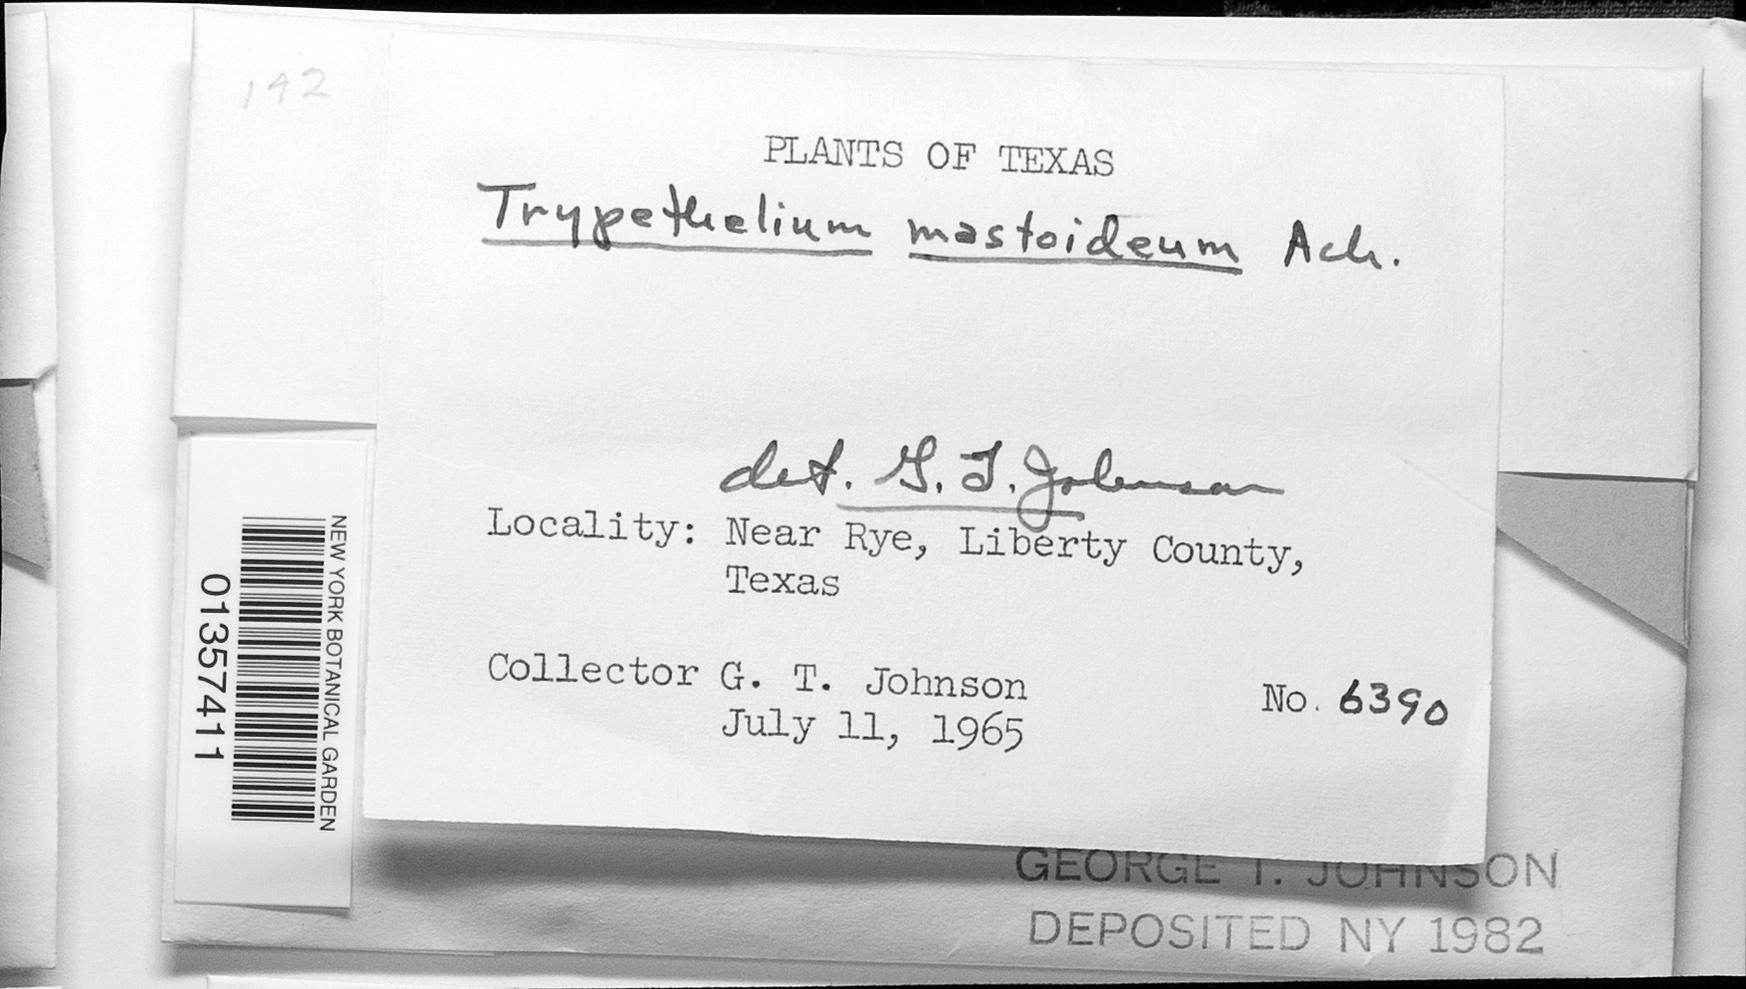 142
PLANTS OF TEXAS
Trypethelium mastoideum Ach.
det. G. T. Johnson
Locality: Near Rye, Liberty County,
Texas
Collector G. T. Johnson
July 11, 1965
No. 6390
NEW YORK BOTANICAL GARDEN
01357411
GEORGE T. JOHNSON
DEPOSITED NY 1982